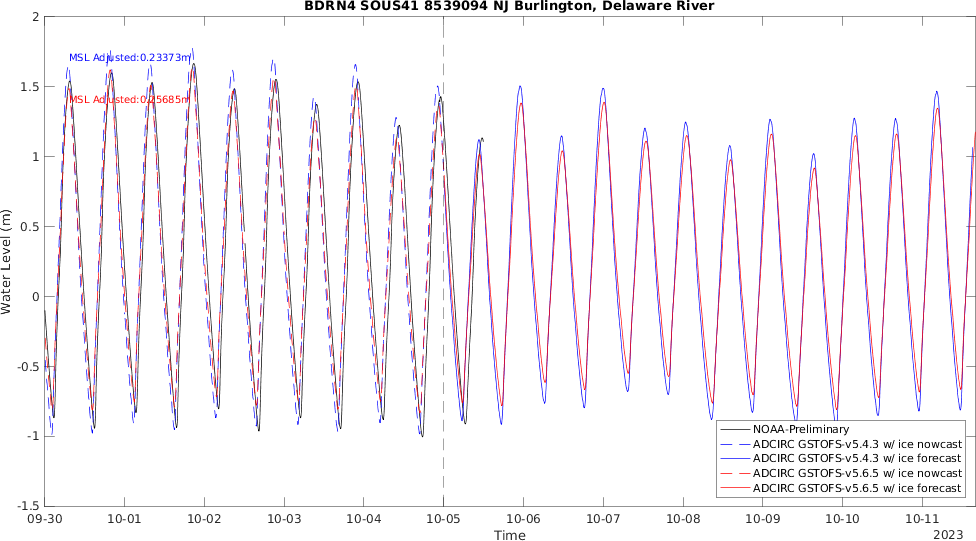 BDRN4 SOUS41 8539094 NJ Burlington, Delaware River
2
1.5
1
0.5
0
-0.5
-1
-1.5
Water Level (m)
MSL Adjusted:0.23373m
MSL Adjusted:0.25685m
NOAA-Preliminary
ADCIRC GSTOFS-v5.4.3 w/ ice nowcast
ADCIRC GSTOFS-v5.4.3 w/ ice forecast
ADCIRC GSTOFS-v5.6.5 w/ ice nowcast
ADCIRC GSTOFS-v5.6.5 w/ ice forecast
09-30 10-01 10-02 10-03 10-04 10-05 10-06 10-07 10-08 10-09 10-10 10-11
2023
Time